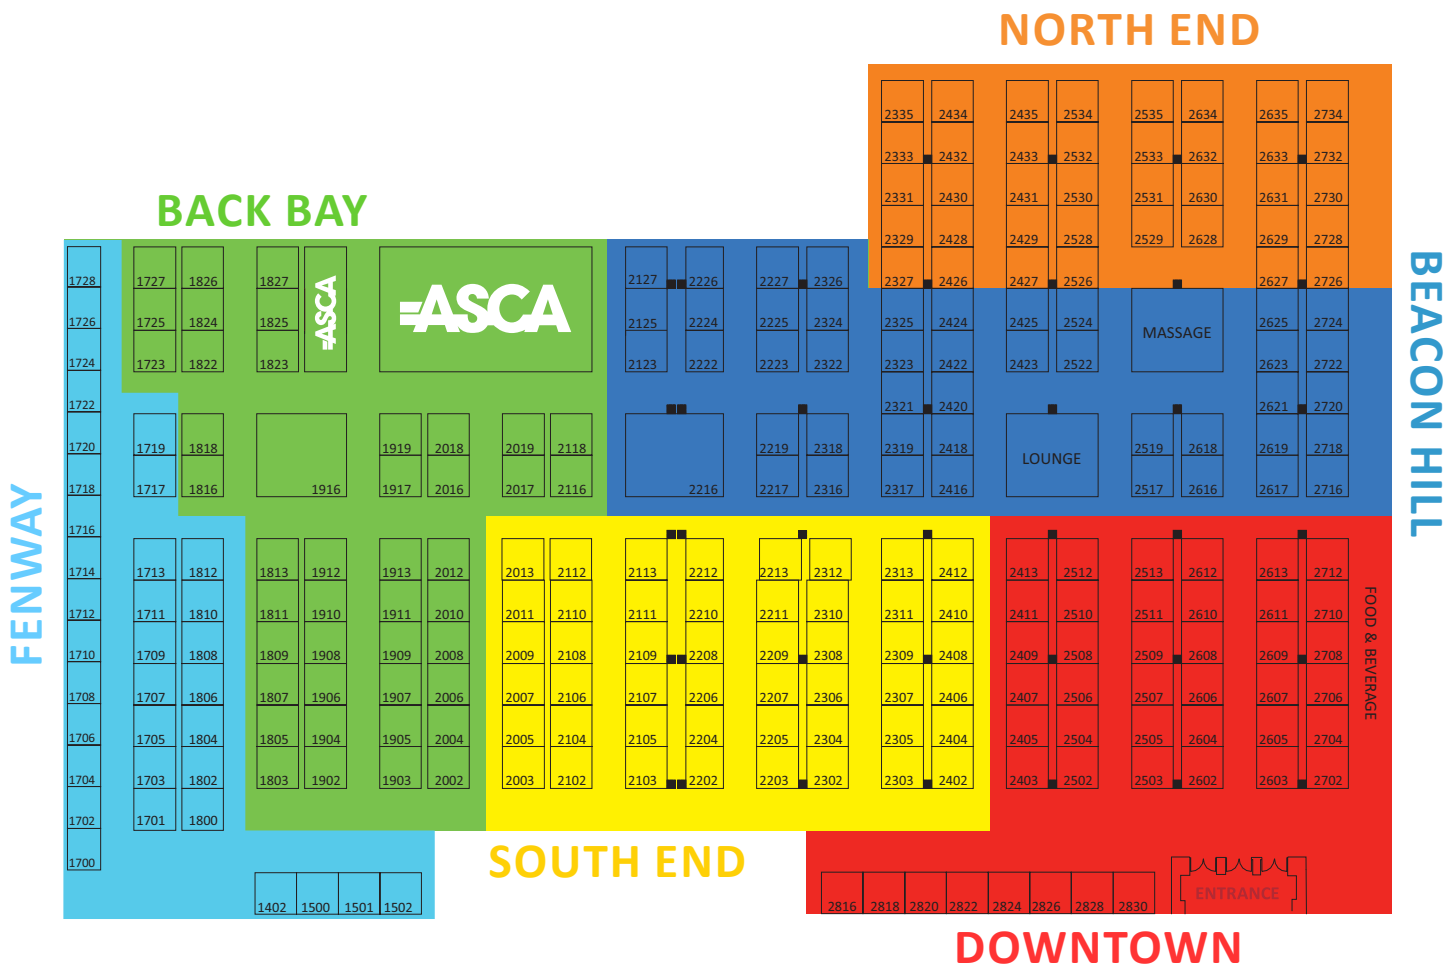 NORTH END
2335 2434 2435 2534 2535 2634 2635 2734
2333 2432 2433 2532 2533 2632 2633 2732
2331 2430 2431 2530 2531 2630 2631 2730
BACK BAY
2329 2428 2429 2528 2529 2628 2629 2728
1728 1727 1826 1827 2127 2226 2227 2326 2327 2426 2427 2526 2627 2726
ASCA
ASCA
1726 1725 1824 1825 2125 2224 2225 2324 2325 2424 2425 2524 2625 2724
MASSAGE
1724 1723 1822 1823 2123 2222 2223 2322 2323 2422 2423 2522 2623 2722
BEACON HILL
1722 2321 2420 2621 2720
1720 1719 1818 1919 2018 2019 2118 2219 2318 2319 2418 2519 2618 2619 2718
LOUNGE
1718 1717 1816 1916 1917 2016 2017 2116 2216 2217 2316 2317 2416 2517 2616 2617 2716
1716
FENWAY
1714 1713 1812 1813 1912 1913 2012 2013 2112 2113 2212 2213 2312 2313 2412 2413 2512 2513 2612 2613 2712
1712 1711 1810 1811 1910 1911 2010 2011 2110 2111 2210 2211 2310 2311 2410 2411 2510 2511 2610 2611 2710
FOOD & BEVERAGE
1710 1709 1808 1809 1908 1909 2008 2009 2108 2109 2208 2209 2308 2309 2408 2409 2508 2509 2608 2609 2708
1708 1707 1806 1807 1906 1907 2006 2007 2106 2107 2206 2207 2306 2307 2406 2407 2506 2507 2606 2607 2706
1706 1705 1804 1805 1904 1905 2004 2005 2104 2105 2204 2205 2304 2305 2404 2405 2504 2505 2604 2605 2704
1704 1703 1802 1803 1902 1903 2002 2003 2102 2103 2202 2203 2302 2303 2402 2403 2502 2503 2602 2603 2702
1702 1701 1800
1700
SOUTH END
1402 1500 1501 1502 2816 2818 2820 2822 2824 2826 2828 2830
ENTRANCE
DOWNTOWN